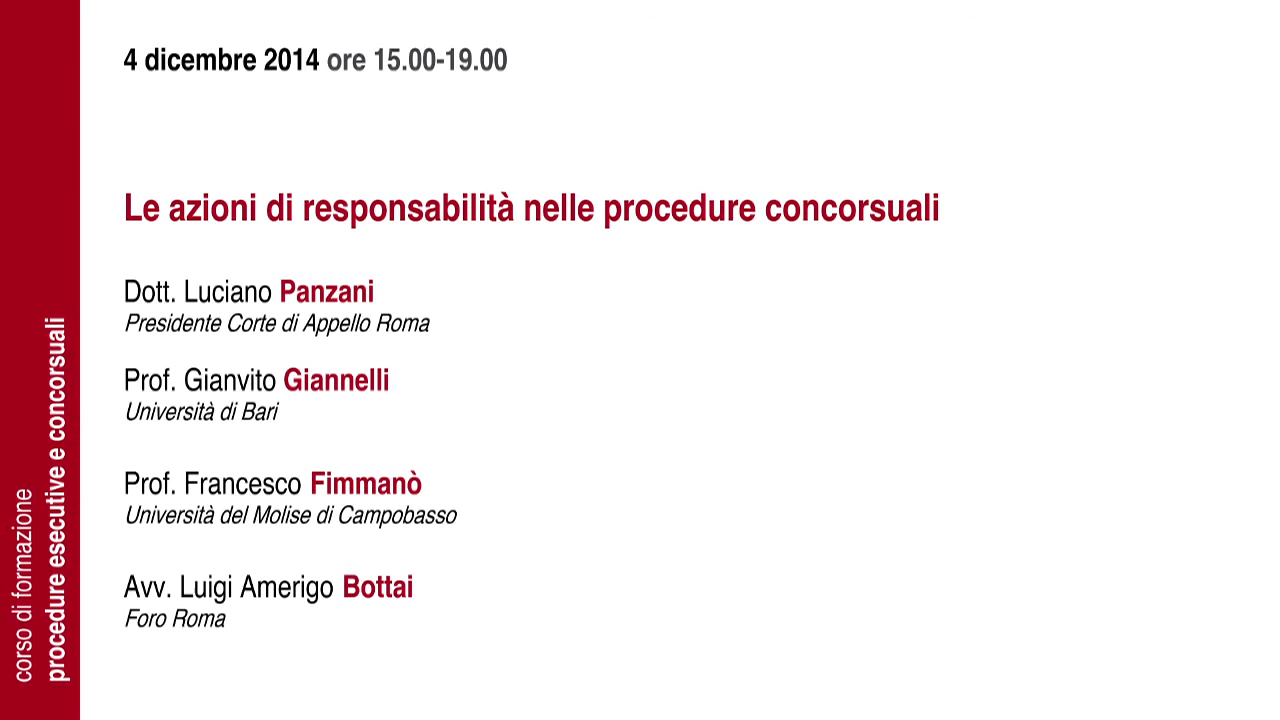 4 dicembre 2014 ore 15.00-19.00
Le azioni di responsabilità nelle procedure concorsuali
Dott. Luciano Panzani
Presidente Corte di Appello Roma
Prof. Gianvito Giannelli
Università di Bari
Prof. Francesco Fimmanò
Università del Molise di Campobasso
Avv. Luigi Amerigo Bottai
Foro Roma
corso di formazione
procedure esecutive e concorsuali